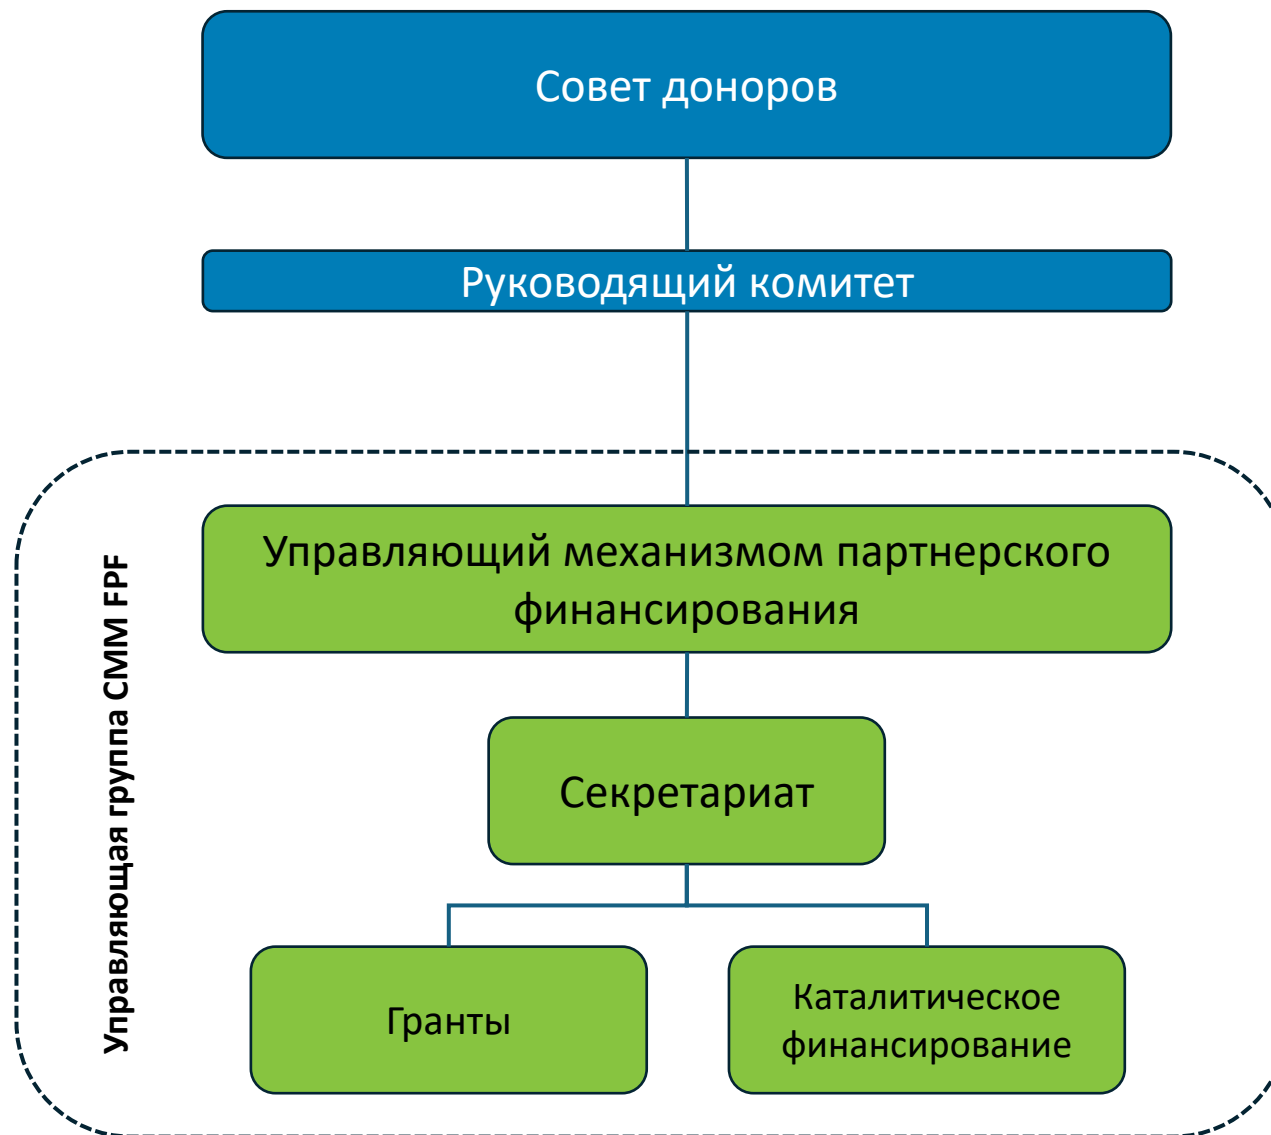 Совет доноров
Руководящий комитет
Управляющая группа CMM FPF
Управляющий механизмом партнерского
финансирования
Секретариат
Гранты
Каталитическое
финансирование